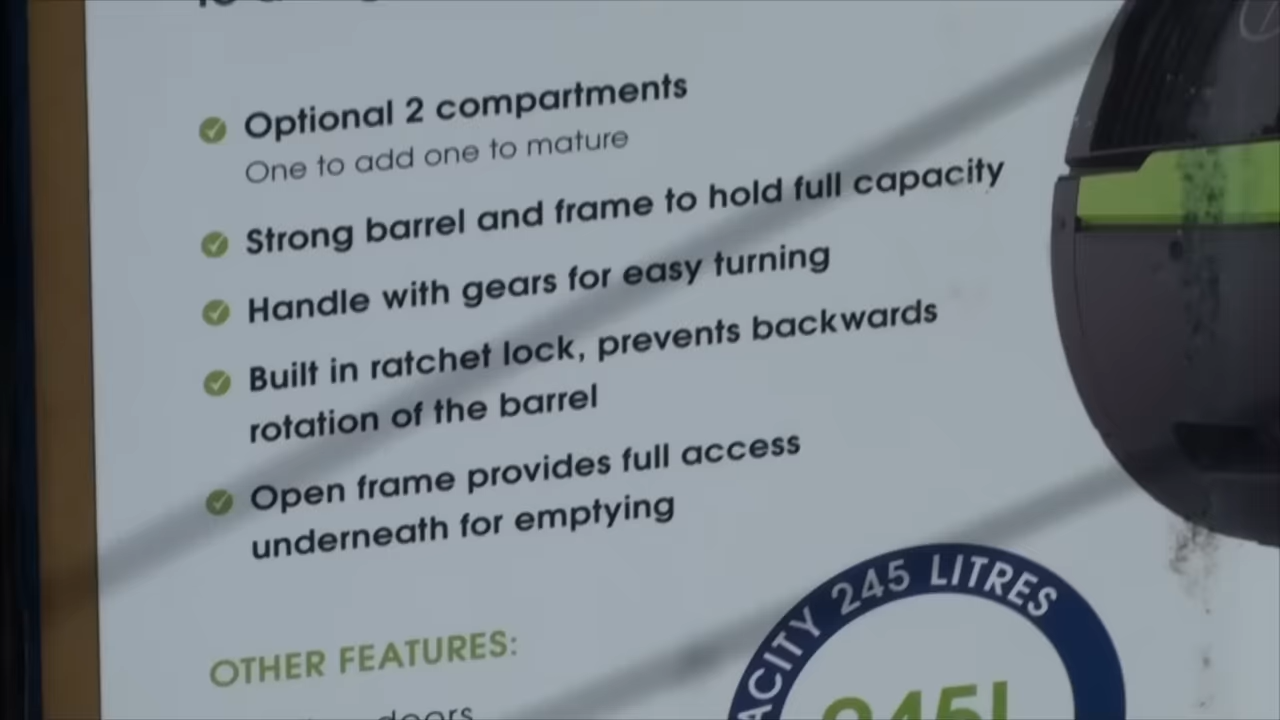 Optional 2 compartments
One to add one to mature
Strong barrel and frame to hold full capacity
Handle with gears for easy turning
Built in ratchet lock, prevents backwards
rotation of the barrel
Open frame provides full access
underneath for emptying
245 LITRES
OTHER FEATURES:
doors